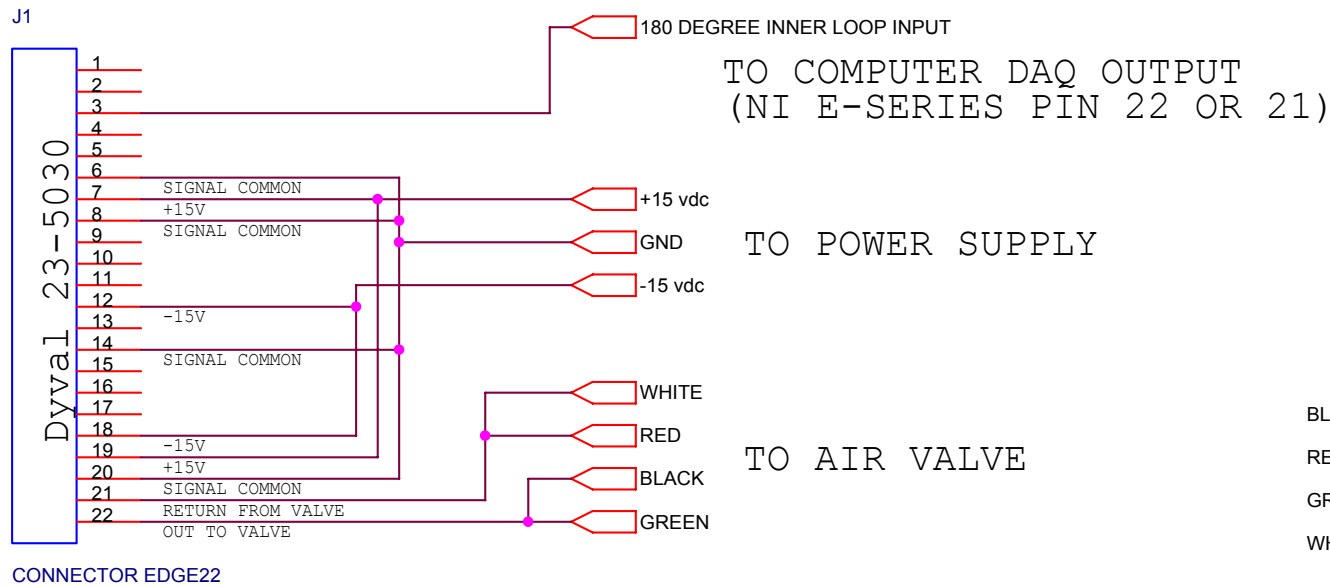 J1
180 DEGREE INNER LOOP INPUT
TO COMPUTER DAQ OUTPUT
(NI E-SERIES PIN 22 OR 21)
Dyval 23-5030
1
2
3
4
5
6
SIGNAL COMMON
7
+15V
8
SIGNAL COMMON
9
10
11
12
-15V
13
14
SIGNAL COMMON
15
16
17
18
-15V
19
+15V
20
SIGNAL COMMON
21
RETURN FROM VALVE
22
OUT TO VALVE
+15 vdc
GND
-15 vdc
TO POWER SUPPLY
WHITE
RED
BLACK
GREEN
TO AIR VALVE
BL
RE
GR
WH
CONNECTOR EDGE22